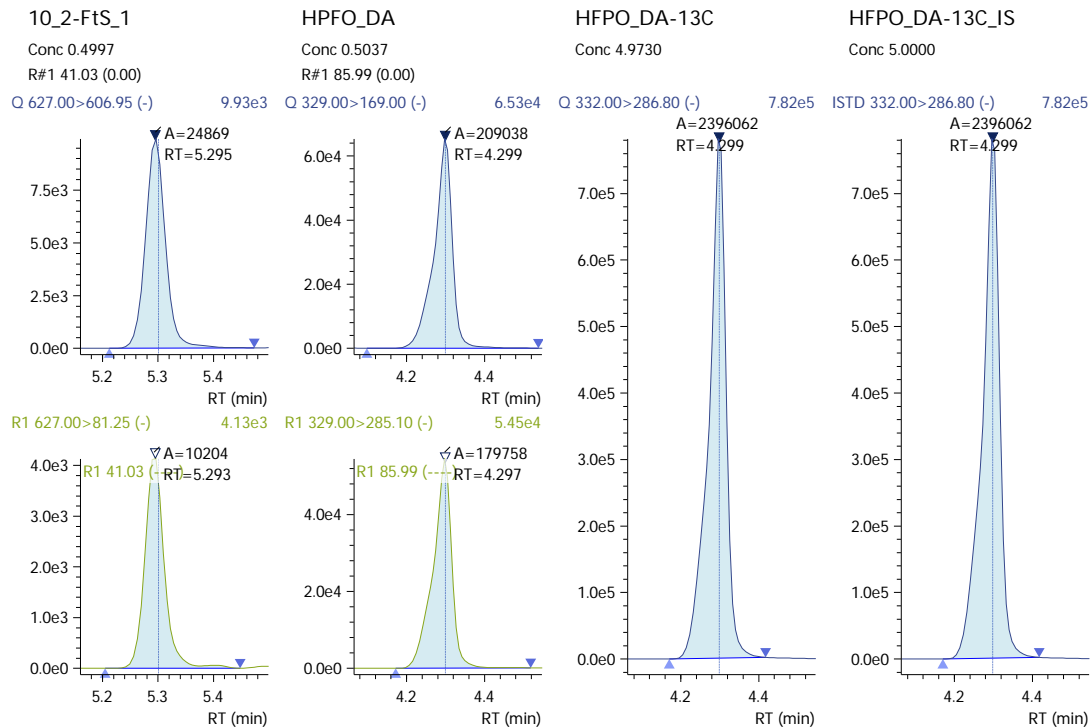 10_2-FtS_1
Conc 0.4997
R#1 41.03 (0.00)
Q 627.00>606.95 (-) 9.93e3
A=24869
RT=5.295
7.5e3
5.0e3
2.5e3
0.0e0
5.2 5.3 5.4
RT (min)
R1 627.00>81.25 (-) 4.13e3
A=10204
R1 41.03 (----)
RT=5.293
4.0e3
3.0e3
2.0e3
1.0e3
0.0e0
5.2 5.3 5.4
RT (min)
HPFO_DA
Conc 0.5037
R#1 85.99 (0.00)
Q 329.00>169.00 (-) 6.53e4
A=209038
RT=4.299
6.0e4
4.0e4
2.0e4
0.0e0
4.2 4.4
RT (min)
R1 329.00>285.10 (-) 5.45e4
A=179758
R1 85.99 (----)
RT=4.297
4.0e4
2.0e4
0.0e0
4.2 4.4
RT (min)
HFPO_DA-13C
Conc 4.9730
Q 332.00>286.80 (-) 7.82e5
A=2396062
RT=4.299
7.0e5
6.0e5
5.0e5
4.0e5
3.0e5
2.0e5
1.0e5
0.0e0
4.2 4.4
RT (min)
HFPO_DA-13C_IS
Conc 5.0000
ISTD 332.00>286.80 (-) 7.82e5
A=2396062
RT=4.299
7.0e5
6.0e5
5.0e5
4.0e5
3.0e5
2.0e5
1.0e5
0.0e0
4.2 4.4
RT (min)